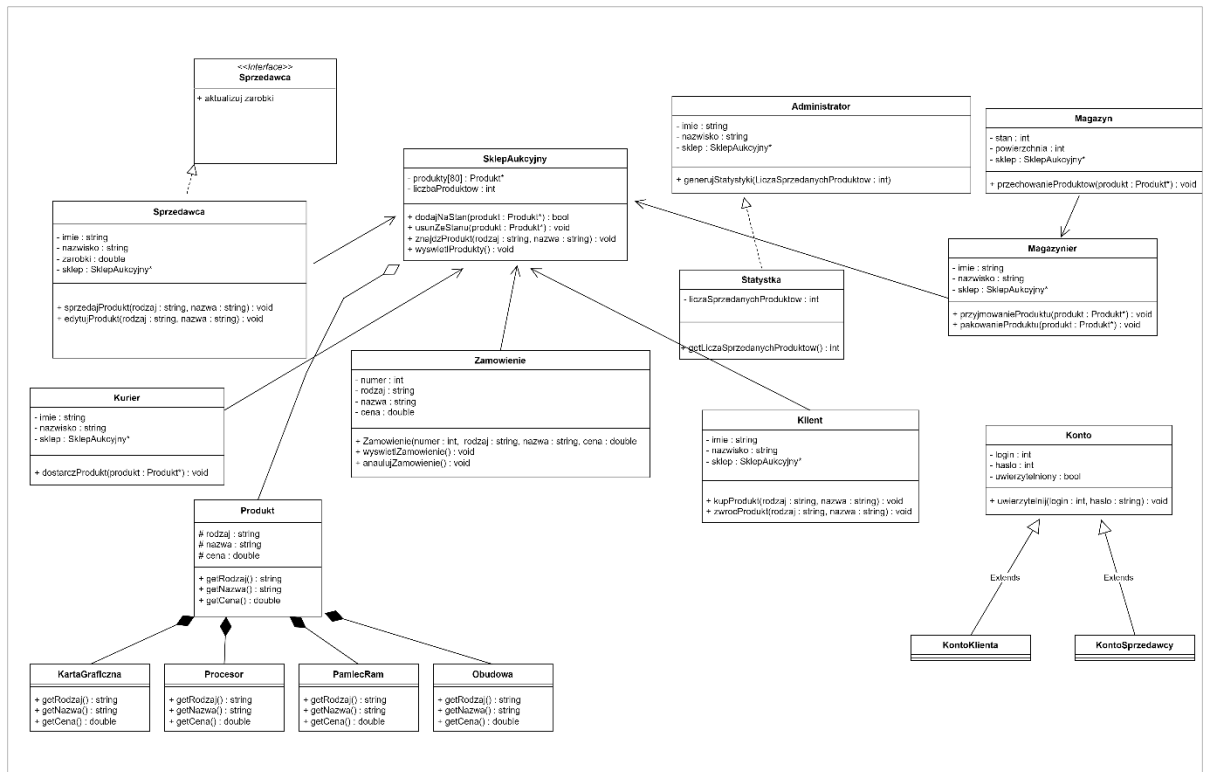 <<Interface>>
Sprzedawca
+ aktualizuj zarobki
Sprzedawca
- imie : string
- nazwisko : string
- zarobki : double
- sklep : SklepAukcyjny*
+ sprzedajProdukt(rodzaj : string, nazwa : string) : void
+ edytujProdukt(rodzaj : string, nazwa : string) : void
SklepAukcyjny
- produkty[80] : Produkt*
- liczbaProduktow : int
+ dodajNaStan(produkt : Produkt*) : bool
+ usunZeStanu(produkt : Produkt*) : void
+ znajdzProdukt(rodzaj : string, nazwa : string) : void
+ wyswietlProdukty() : void
Administrator
- imie : string
- nazwisko : string
- sklep : SklepAukcyjny*
+ generujStatystyki(LiczaSprzedanychProduktow : int)
Magazyn
- stan : int
- powierzchnia : int
- sklep : SklepAukcyjny*
+ przechowanieProduktow(produkt : Produkt*) : void
Magazynier
- imie : string
- nazwisko : string
- sklep : SklepAukcyjny*
+ przyjmowanieProduktu(produkt : Produkt*) : void
+ pakowanieProduktu(produkt : Produkt*) : void
Statystka
- liczaSprzedanychProduktow : int
+ getLiczaSprzedanychProduktow() : int
Zamowienie
- numer : int
- rodzaj : string
- nazwa : string
- cena : double
+ Zamowienie(numer : int, rodzaj : string, nazwa : string, cena : double
+ wyswietlZamowienie() : void
+ anaulujZamowienie() : void
Kurier
- imie : string
- nazwisko : string
- sklep : SklepAukcyjny*
+ dostarczProdukt(produkt : Produkt*) : void
Klient
- imie : string
- nazwisko : string
- sklep : SklepAukcyjny*
+ kupProdukt(rodzaj : string, nazwa : string) : void
+ zwrocProdukt(rodzaj : string, nazwa : string) : void
Konto
- login : int
- haslo : int
- uwierzytelniony : bool
+ uwierzytelnij(login : int, haslo : string) : void
Extends
Extends
KontoKlienta
KontoSprzedawcy
Produkt
# rodzaj : string
# nazwa : string
# cena : double
+ getRodzaj() : string
+ getNazwa() : string
+ getCena() : double
KartaGraficzna
+ getRodzaj() : string
+ getNazwa() : string
+ getCena() : double
Procesor
+ getRodzaj() : string
+ getNazwa() : string
+ getCena() : double
PamiecRam
+ getRodzaj() : string
+ getNazwa() : string
+ getCena() : double
Obudowa
+ getRodzaj() : string
+ getNazwa() : string
+ getCena() : double